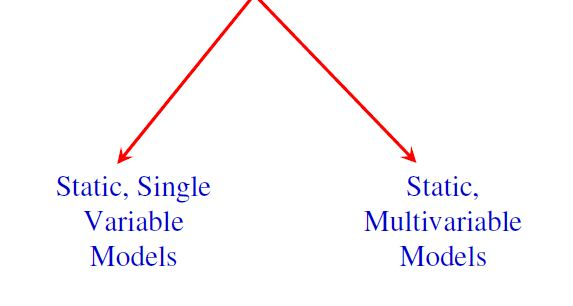 Static, Single
Variable
Models
Static,
Multivariable
Models